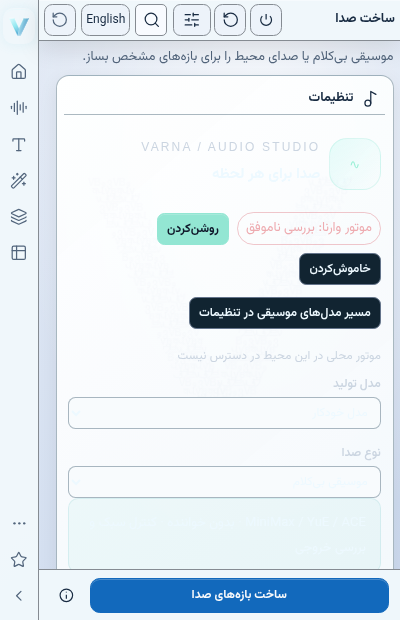 ساخت صدا
English
موسیقی بی‌کلام یا صدای محیط را برای بازه‌های مشخص بساز.
تنظیمات
VARNA / AUDIO STUDIO
صدا برای هر لحظه
موتور وارنا: بررسی ناموفق
روشن‌کردن
خاموش‌کردن
مسیر مدل‌های موسیقی در تنظیمات
موتور محلی در این محیط در دسترس نیست
مدل تولید
نوع صدا
ساخت بازه‌های صدا